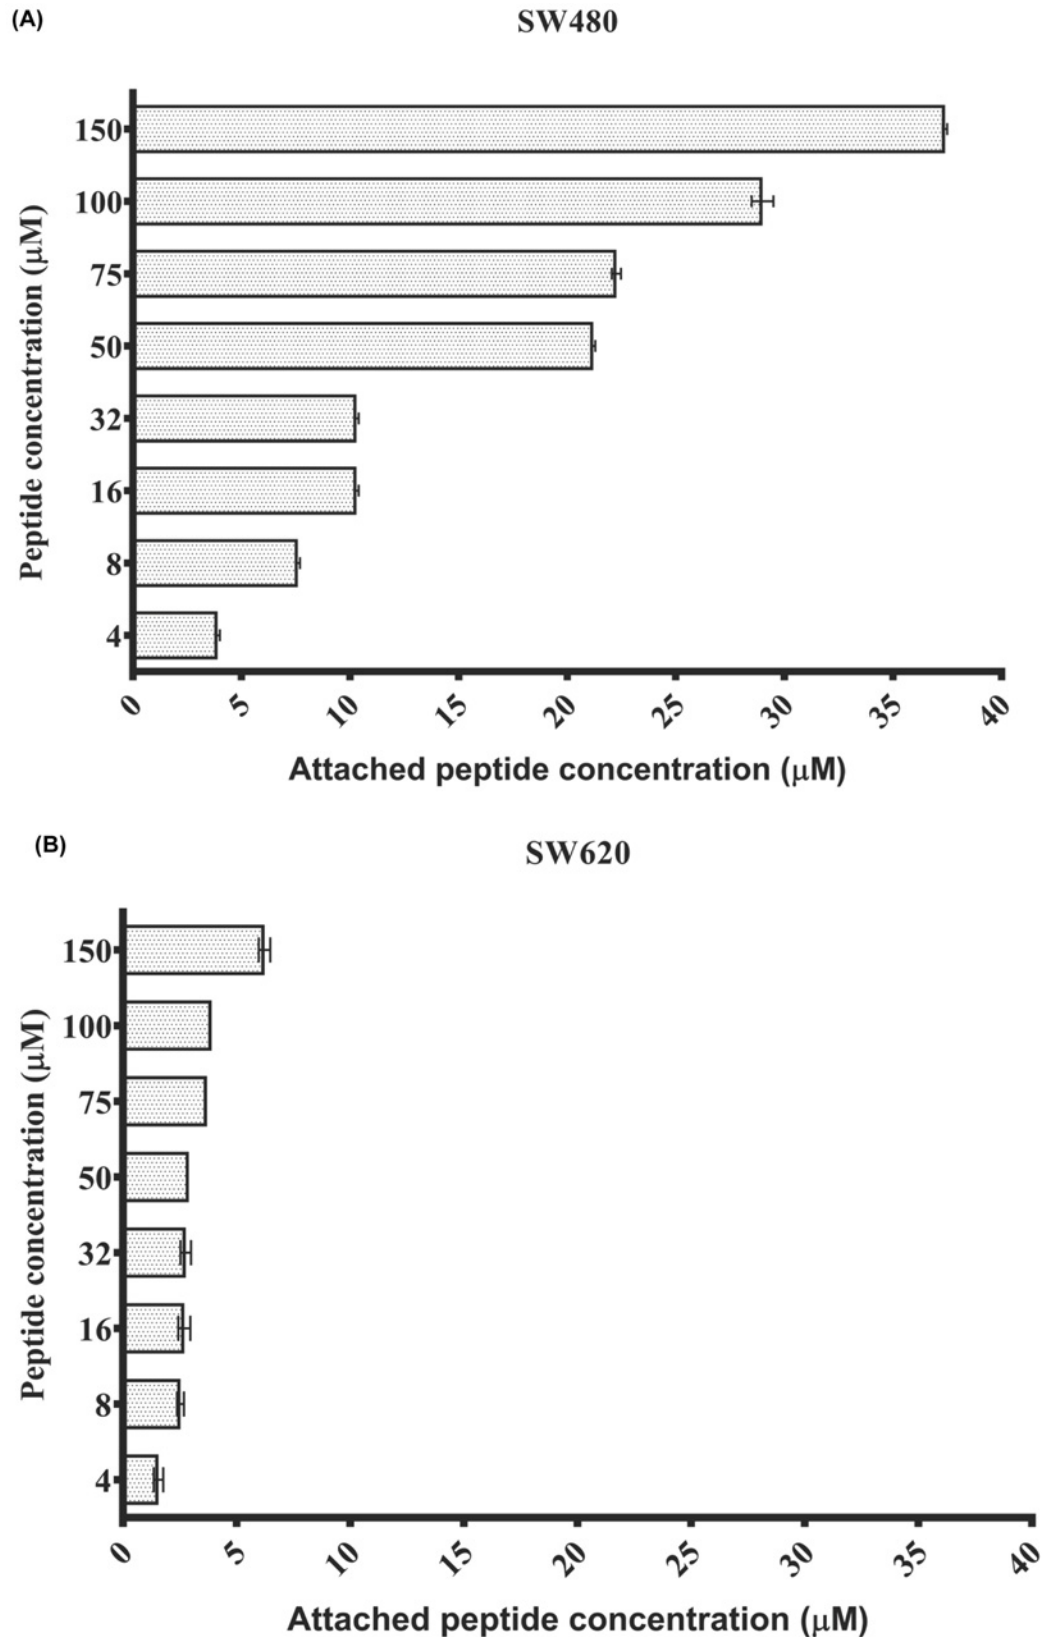 (A)
SW480
Peptide concentration (μM)
150
100
75
50
32
16
8
4
0 5 10 15 20 25 30 35 40
Attached peptide concentration (μM)
(B)
SW620
Peptide concentration (μM)
150
100
75
50
32
16
8
4
0 5 10 15 20 25 30 35 40
Attached peptide concentration (μM)